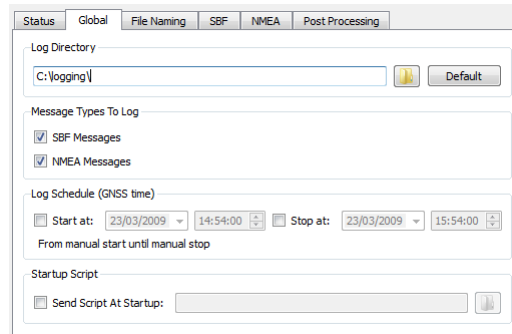 Status Global File Naming SBF NMEA Post Processing
Log Directory
C:\logging\ Default
Message Types To Log
SBF Messages
NMEA Messages
Log Schedule (GNSS time)
Start at: 23/03/2009 14:54:00 Stop at: 23/03/2009 15:54:00
From manual start until manual stop
Startup Script
Send Script At Startup: